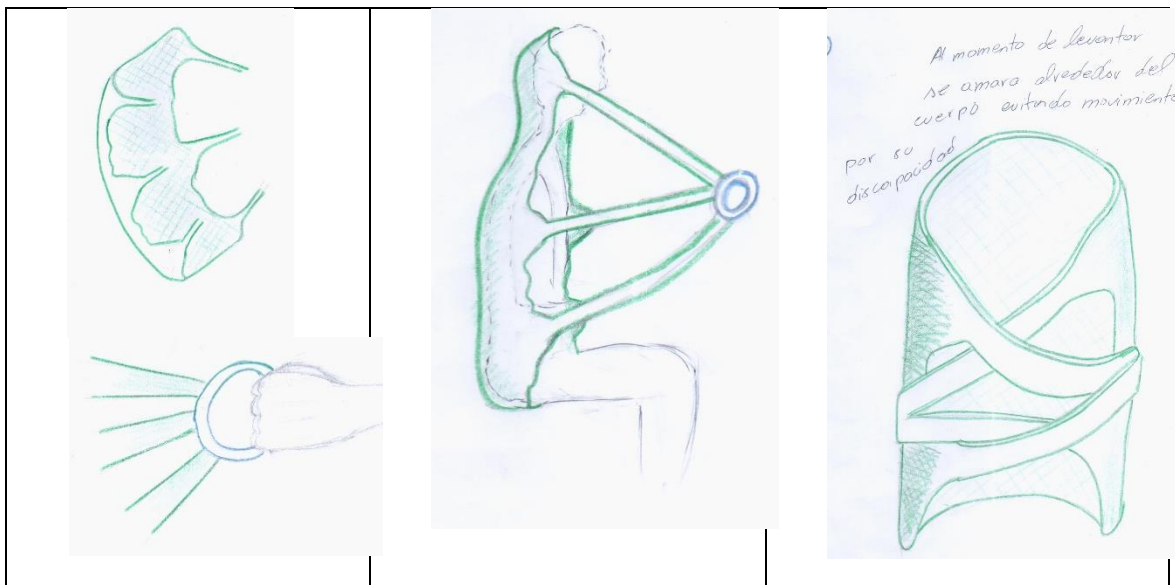 Al momento de levantar
se amara alrededor del
cuerpo evitando movimiento
por su
discapacidad